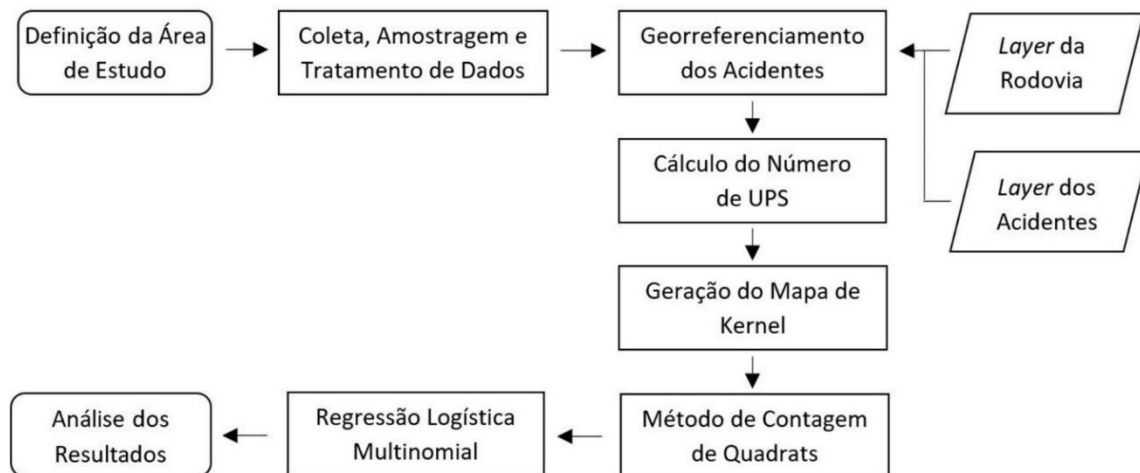 Definição da Área
de Estudo
Coleta, Amostragem e
Tratamento de Dados
Georreferenciamento
dos Acidentes
Layer da
Rodovia
Cálculo do Número
de UPS
Layer dos
Acidentes
Geração do Mapa de
Kernel
Análise dos
Resultados
Regressão Logística
Multinomial
Método de Contagem
de Quadrats